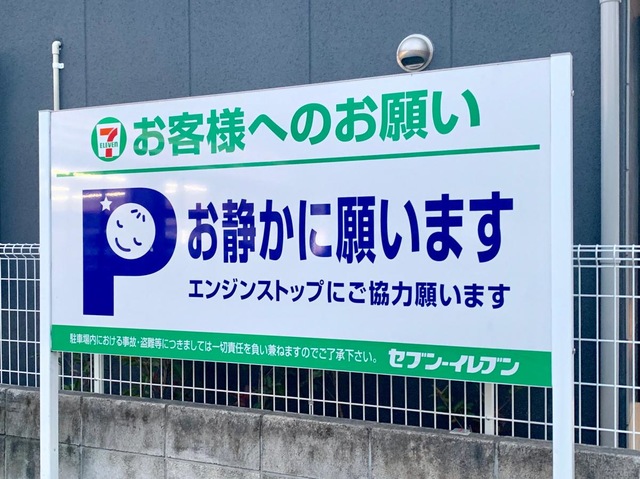 7
ELEVEN
お客様へのお願い
P
お静かに願います
エンジンストップにご協力願います
駐車場内における事故・盗難等につきましては一切責任を負い兼ねますのでご了承下さい。
セブン-イレブン